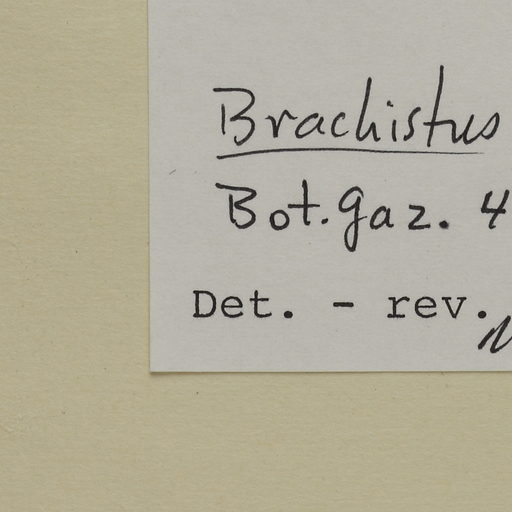 Brachistus
Bot. Gaz. 4
Det. - rev.